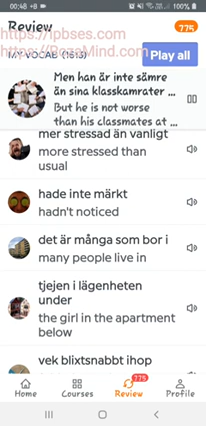 00:48
100%
https://ipbses.com
Review
77%
https://BozaMind.com
MY VOCAB (1613)
Play all
Men han är inte sämre
än sina klasskamrater ...
But he is not worse
than his classmates at ...
mer stressad än vanligt
more stressed than
usual
hade inte märkt
hadn't noticed
det är många som bor i
many people live in
tjejen i lägenheten
under
the girl in the apartment
below
vek blixtsnabbt ihop
775
Home
Courses
Review
Profile